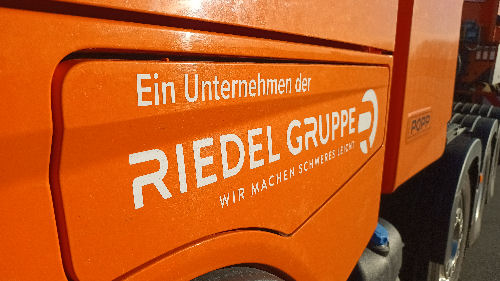 Ein Unternehmen der
RIEDEL GRUPPE
WIR MACHEN SCHWERES LEICHT
POPP